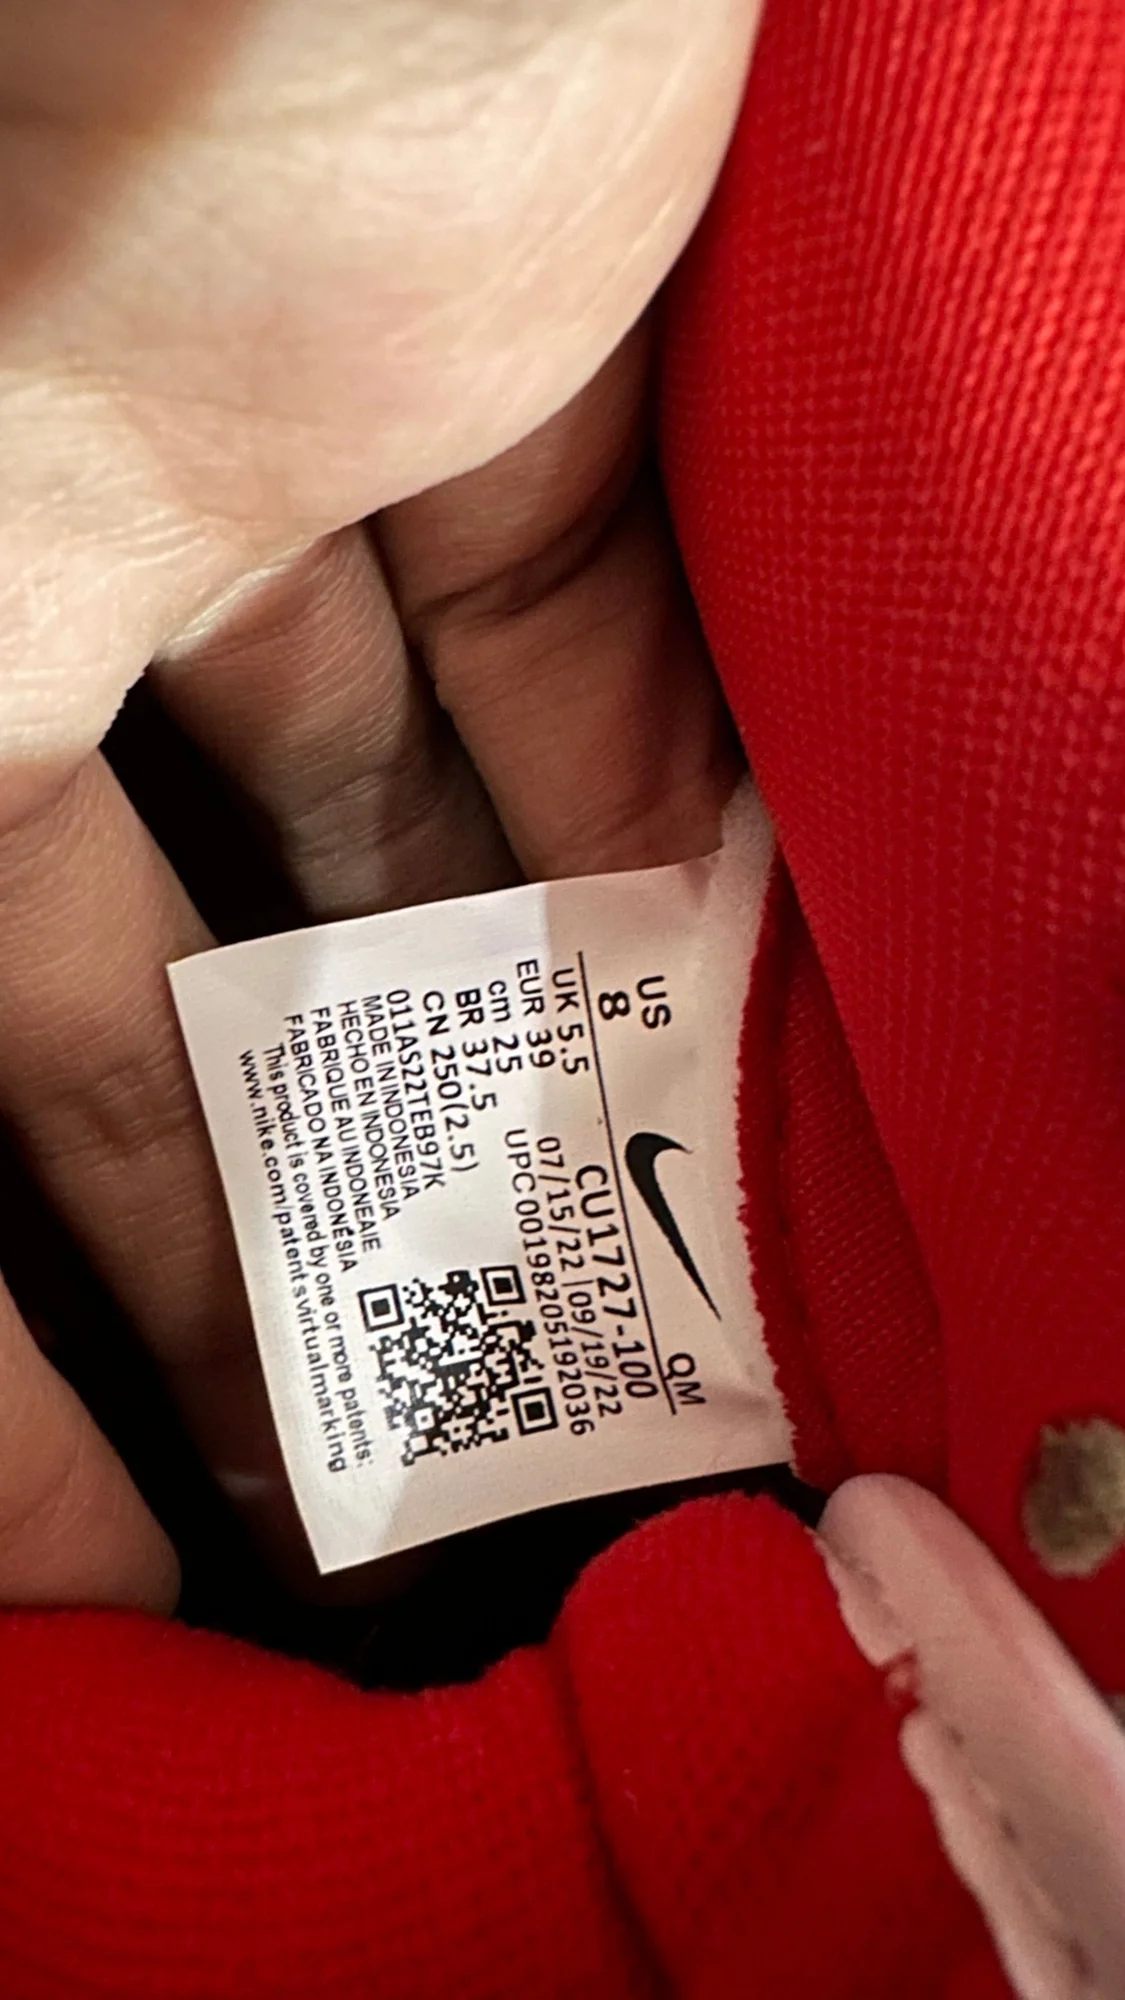 US
8
QM
UK 5.5
EUR 39
cm 25
BR 37.5
CN 250(2.5)
CU1727-100
07/15/22 | 09/19/22
UPC 00198205192036
011AS22TEB97K
MADE IN INDONESIA
HECHO EN INDONESIA
FABRIQUE AU INDONEAIE
FABRICADO NA INDONÉSIA
This product is covered by one or more patents:
www.nike.com/patentsvirtualmarking